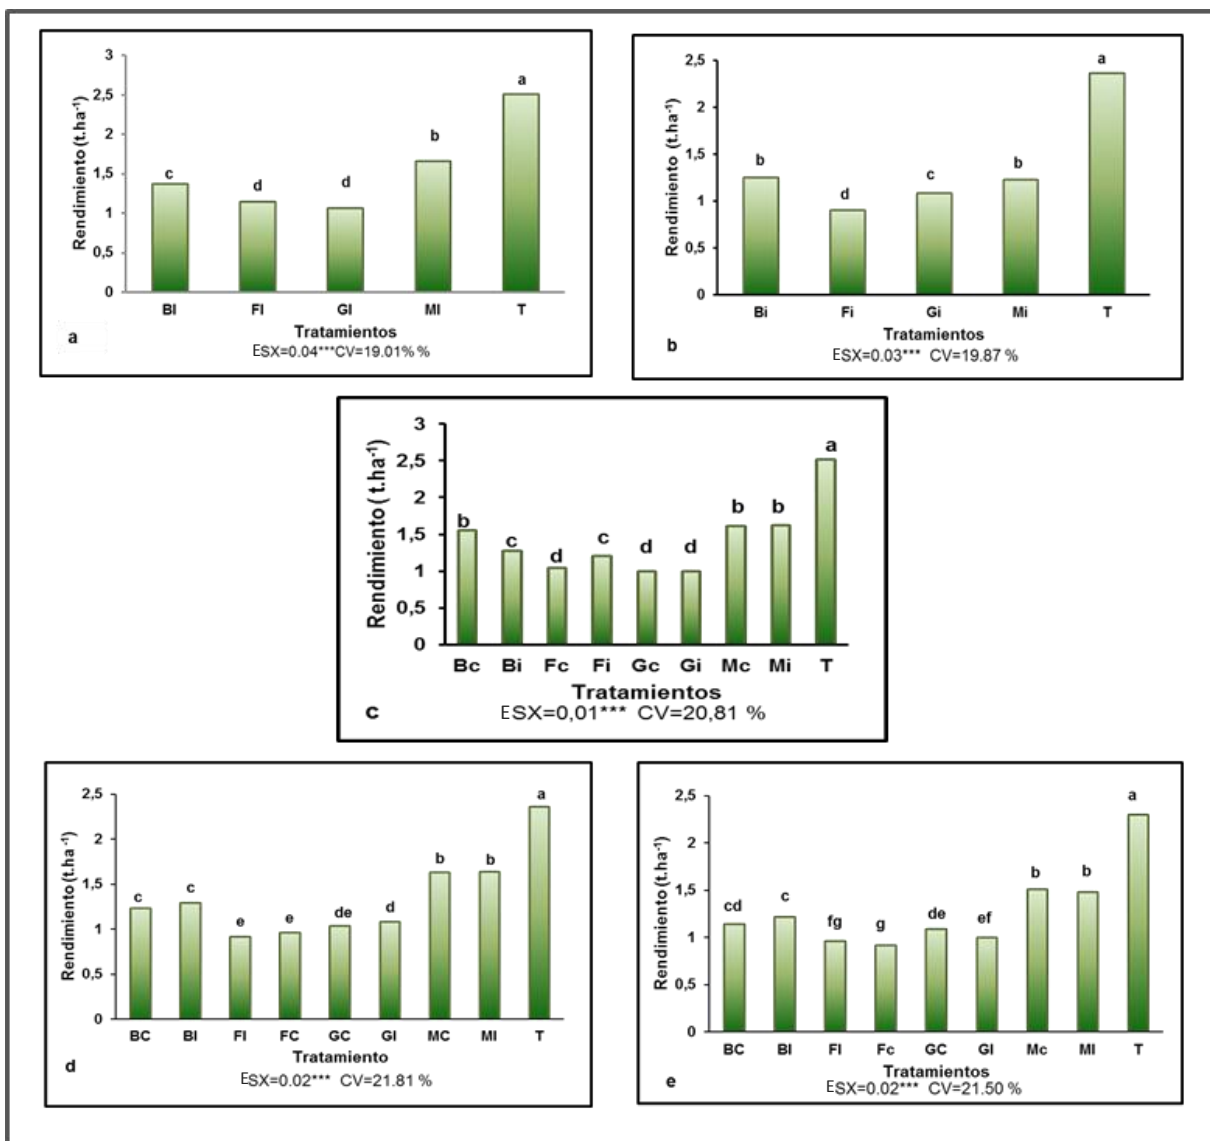 Rendimiento (t.ha-1)
3
2,5
2
1,5
1
0,5
0
c
d
d
b
a
BI FI GI MI T
Tratamientos
a
ESX=0.04***CV=19.01% %
Rendimiento (t.ha-1)
2,5
2
1,5
1
0,5
0
b
d
c
b
a
Bi Fi Gi Mi T
Tratamientos
b
ESX=0.03*** CV=19.87 %
Rendimiento ( t.ha-1)
3
2,5
2
1,5
1
0,5
0
b
c
d
c
d
d
b
b
a
Bc Bi Fc Fi Gc Gi Mc Mi T
Tratamientos
c
ESX=0,01*** CV=20,81 %
Rendimiento (t.ha-1)
2,5
2
1,5
1
0,5
0
c
c
e
e
de
d
b
b
a
BC BI FI FC GC GI MC MI T
Tratamiento
d
ESX=0.02*** CV=21.81 %
Rendimiento (t.ha-1)
2,5
2
1,5
1
0,5
0
cd
c
fg
g
de
ef
b
b
a
BC BI FI Fc GC GI Mc MI T
Tratamientos
e
ESX=0.02*** CV=21.50 %